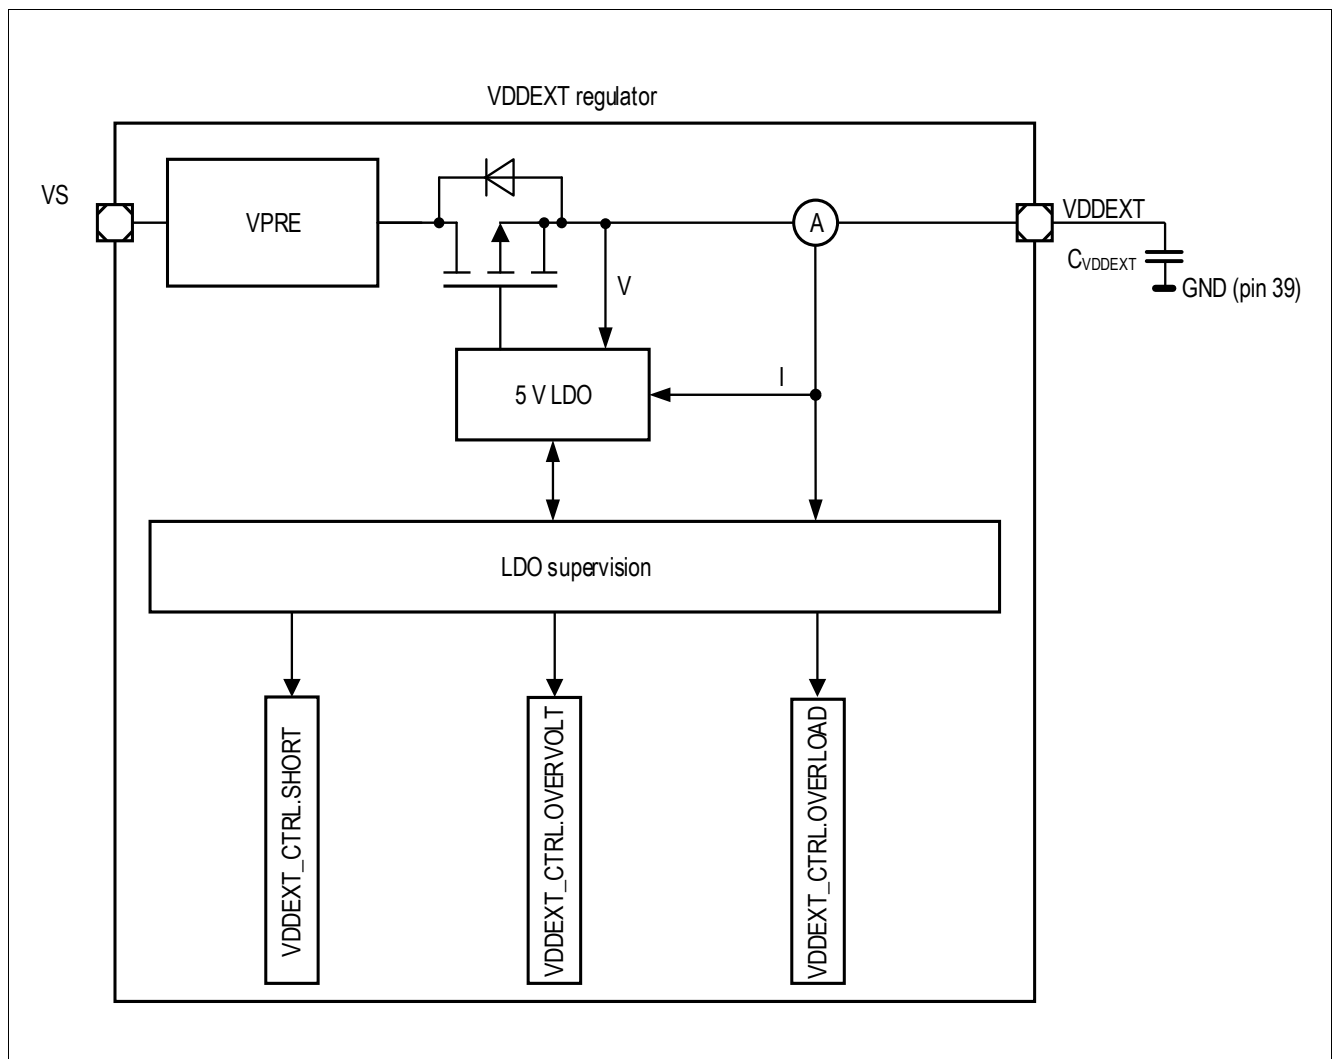 VDDEXT regulator
VS
VPRE
A
VDDEXT
CVDDEXT
GND (pin 39)
V
5 V LDO
I
LDO supervision
VDDEXT_CTRL.SHORT
VDDEXT_CTRL.OVERVOLT
VDDEXT_CTRL.OVERLOAD